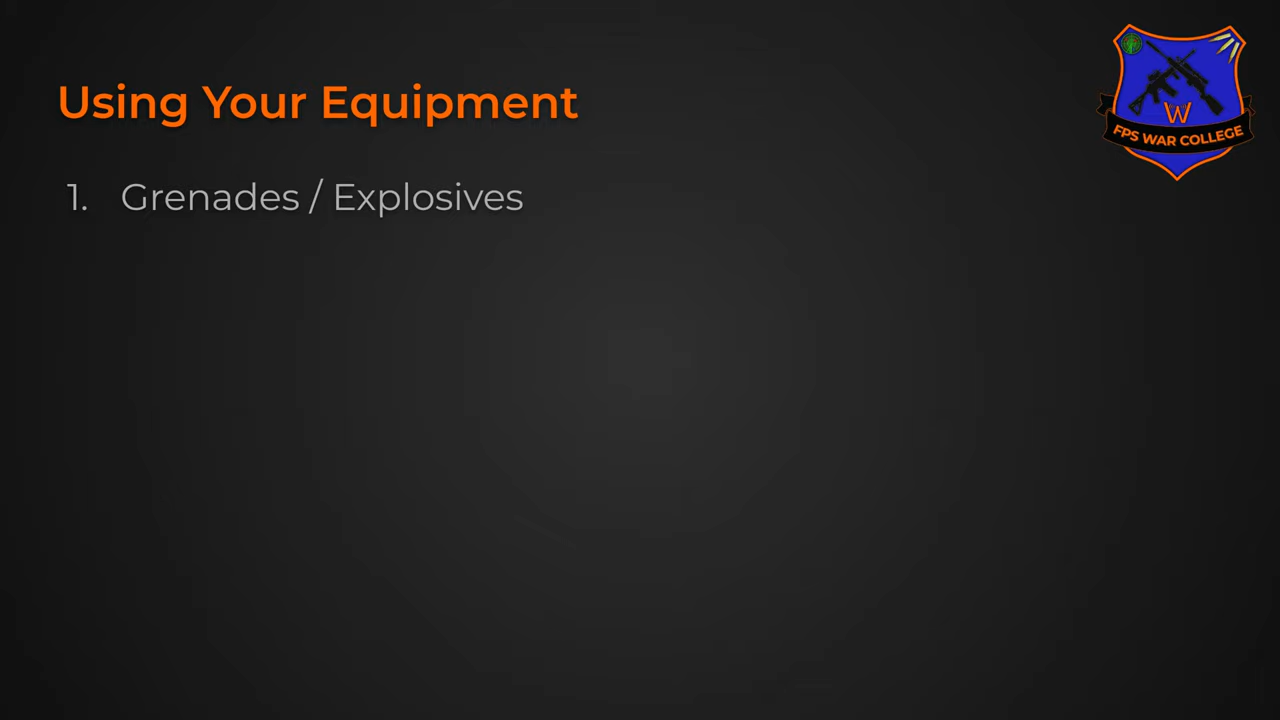 Using Your Equipment
1. Grenades / Explosives
W
FPS WAR COLLEGE